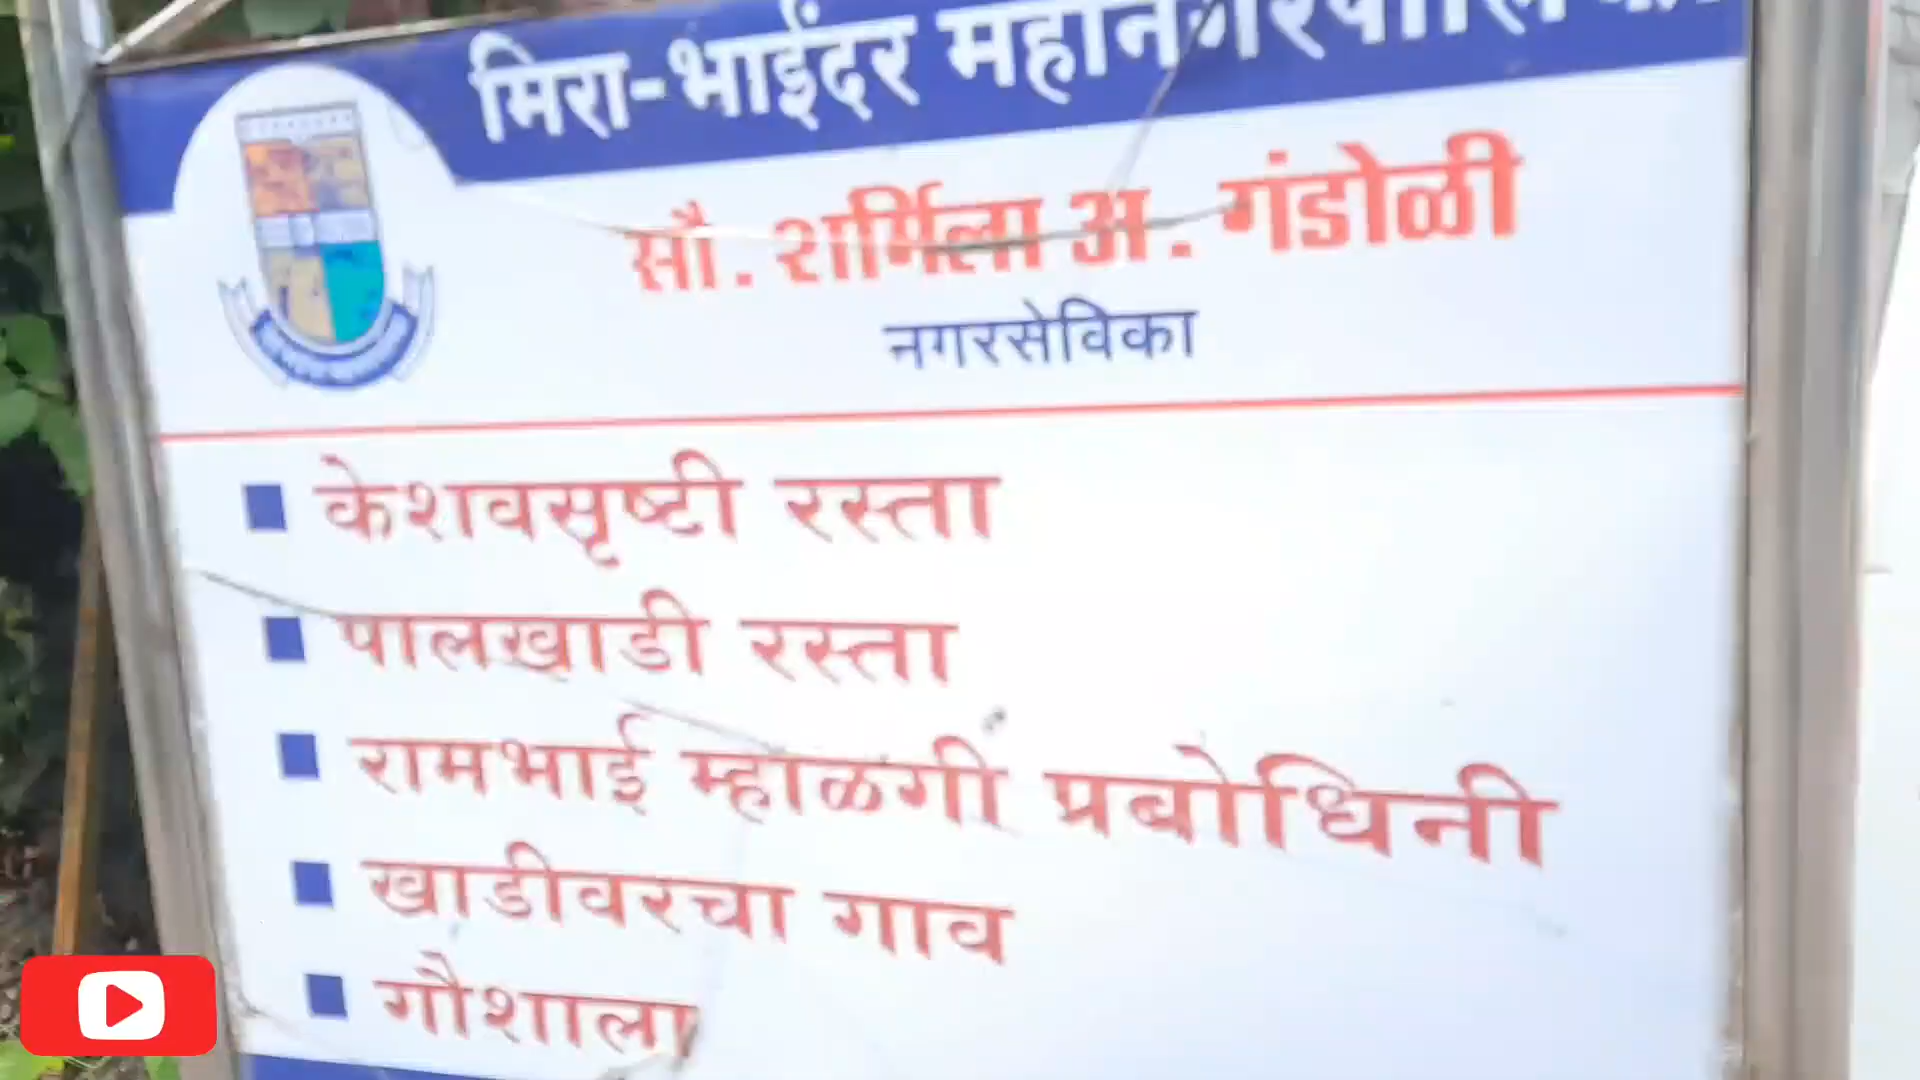 मिरा-भाईंदर महानगरपालिका
सौ. शर्मिला अ. गंडोळी
नगरसेविका
केशवसृष्टी रस्ता
पालखाडी रस्ता
रामभाई म्हाळगी प्रबोधिनी
खाडीवरचा गाव
गौशाला